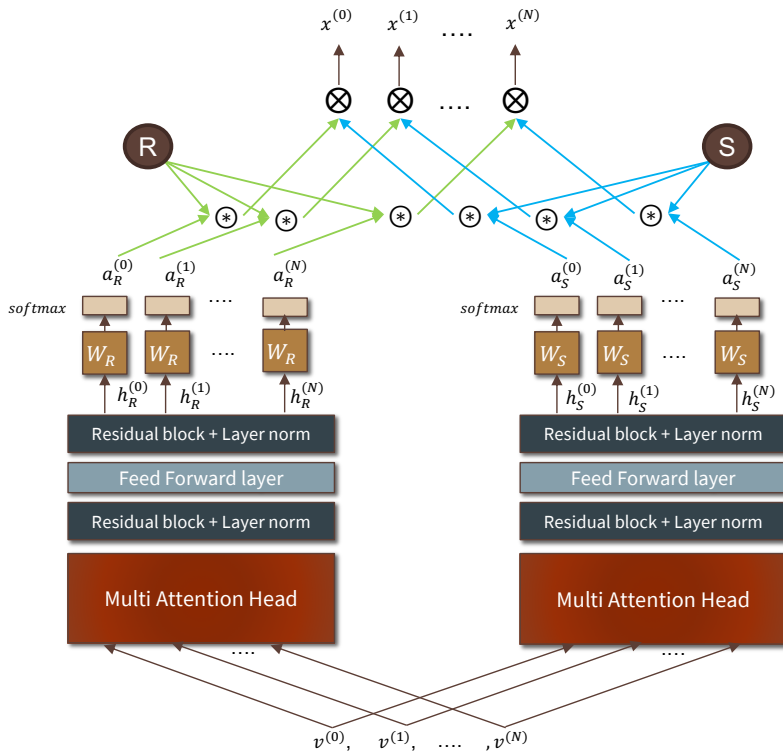 x^(0) x^(1) .... x^(N)
⊗ ⊗ .... ⊗
R S
⊛ ⊛ ⊛ ⊛ ⊛ ⊛
a_R^(0) a_R^(1) a_R^(N) a_S^(0) a_S^(1) a_S^(N)
softmax .... softmax ....
W_R W_R .... W_R W_S W_S .... W_S
h_R^(0) h_R^(1) h_R^(N) h_S^(0) h_S^(1) h_S^(N)
Residual block + Layer norm Residual block + Layer norm
Feed Forward layer Feed Forward layer
Residual block + Layer norm Residual block + Layer norm
Multi Attention Head Multi Attention Head
.... ....
v^(0), v^(1), .... , v^(N)